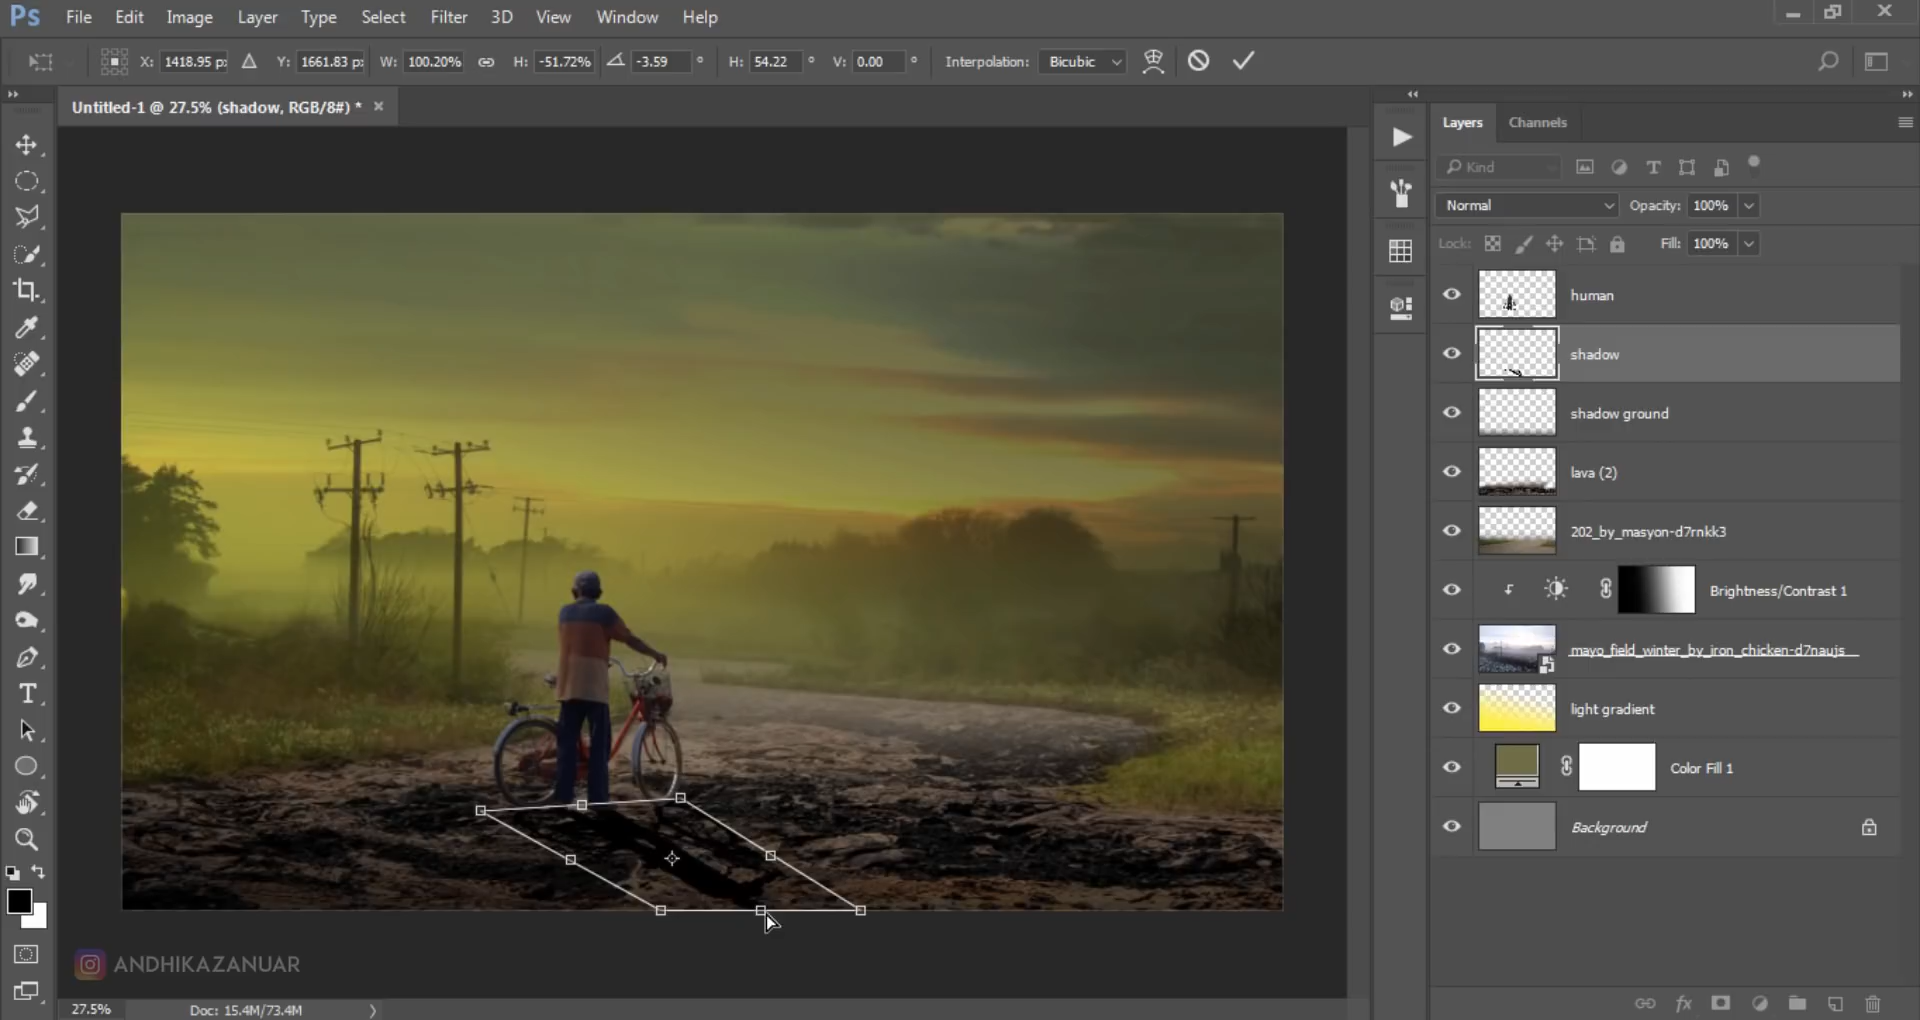 Ps File Edit Image Layer Type Select Filter 3D View Window Help
X: 1418.95 p Y: 1661.83 p W: 100.20% H: -51.72% -3.59 ° H: 54.22 ° V: 0.00 ° Interpolation: Bicubic
Untitled-1 @ 27.5% (shadow, RGB/8#) * ×
Layers Channels
Kind
Normal Opacity: 100%
Lock: Fill: 100%
human
shadow
shadow ground
lava (2)
202_by_masyon-d7rnkk3
Brightness/Contrast 1
mayo_field_winter_by_iron_chicken-d7naujs
light gradient
Color Fill 1
Background
ANDHIKAZANUAR
27.5% Doc: 15.4M/73.4M